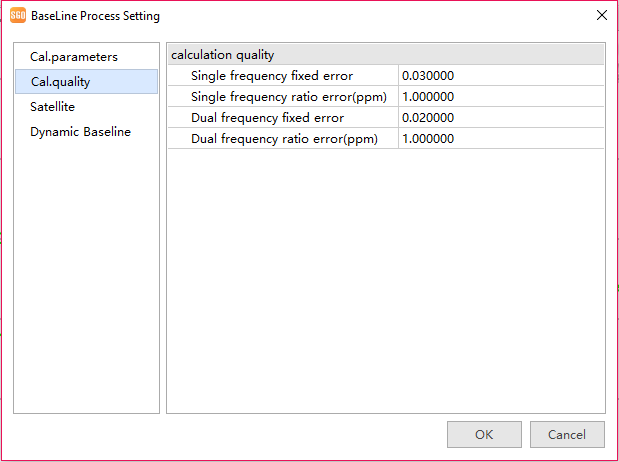 SGO BaseLine Process Setting
Cal.parameters
Cal.quality
Satellite
Dynamic Baseline
calculation quality
Single frequency fixed error 0.030000
Single frequency ratio error(ppm) 1.000000
Dual frequency fixed error 0.020000
Dual frequency ratio error(ppm) 1.000000
OK Cancel